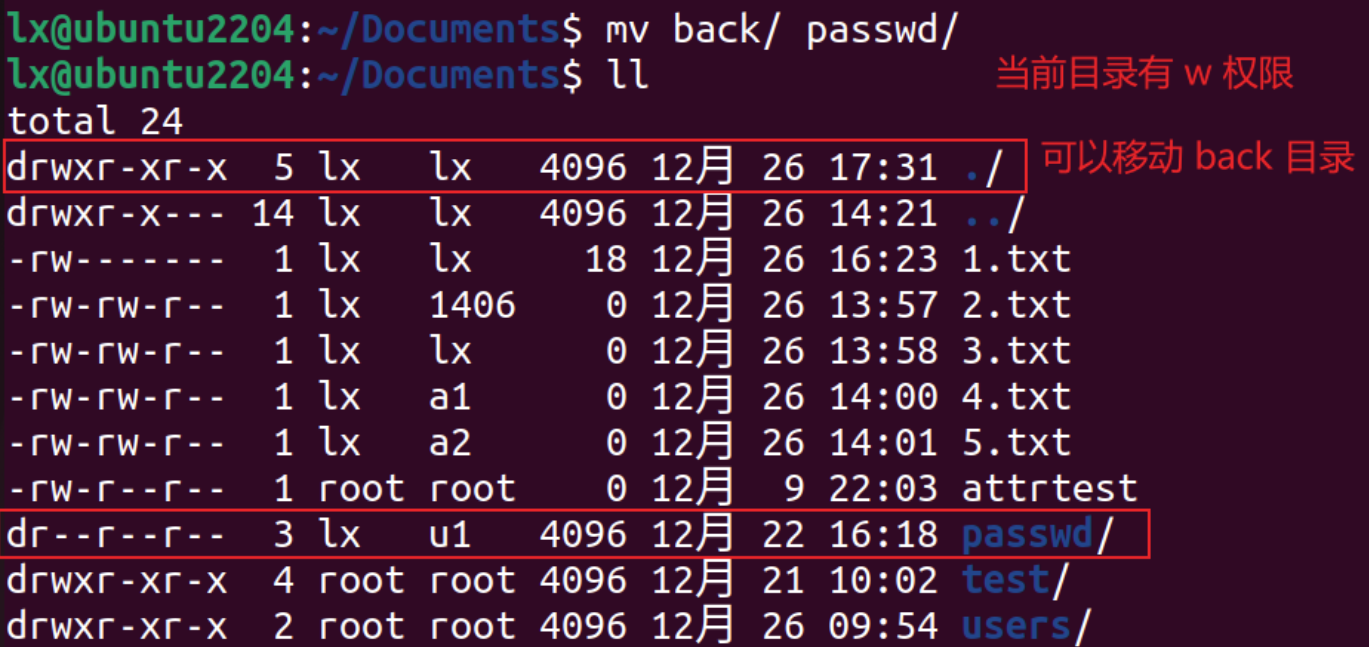 lx@ubuntu2204:~/Documents$ mv back/ passwd/
lx@ubuntu2204:~/Documents$ ll
当前目录有 w 权限
total 24
drwxr-xr-x  5 lx   lx   4096 12月 26 17:31 ./
可以移动 back 目录
drwxr-x--- 14 lx   lx   4096 12月 26 14:21 ../
-rw-------  1 lx   lx     18 12月 26 16:23 1.txt
-rw-rw-r--  1 lx   1406    0 12月 26 13:57 2.txt
-rw-rw-r--  1 lx   lx      0 12月 26 13:58 3.txt
-rw-rw-r--  1 lx   a1      0 12月 26 14:00 4.txt
-rw-rw-r--  1 lx   a2      0 12月 26 14:01 5.txt
-rw-r--r--  1 root root    0 12月  9 22:03 attrtest
dr--r--r--  3 lx   u1   4096 12月 22 16:18 passwd/
drwxr-xr-x  4 root root 4096 12月 21 10:02 test/
drwxr-xr-x  2 root root 4096 12月 26 09:54 users/